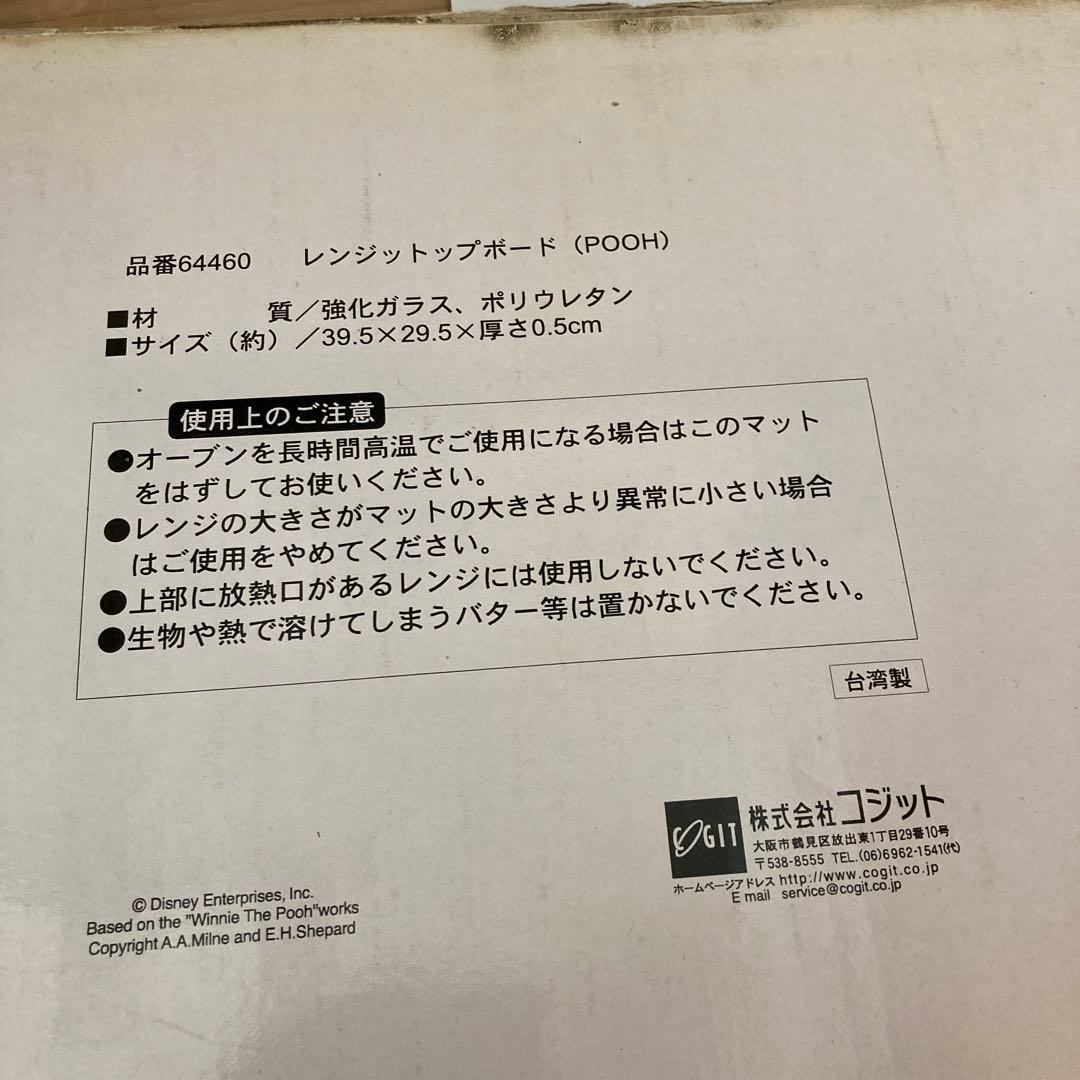 品番64460 レンジットップボード（POOH）
■材 質／強化ガラス、ポリウレタン
■サイズ（約）／39.5×29.5×厚さ0.5cm
使用上のご注意
●オーブンを長時間高温でご使用になる場合はこのマット
をはずしてお使いください。
●レンジの大きさがマットの大きさより異常に小さい場合
はご使用をやめてください。
●上部に放熱口があるレンジには使用しないでください。
●生物や熱で溶けてしまうバター等は置かないでください。
台湾製
COGIT 株式会社コジット
大阪市鶴見区放出東1丁目29番10号
〒538-8555 TEL.(06)6962-1541(代)
ホームページアドレス http://www.cogit.co.jp
E mail service@cogit.co.jp
© Disney Enterprises, Inc.
Based on the "Winnie The Pooh"works
Copyright A.A.Milne and E.H.Shepard